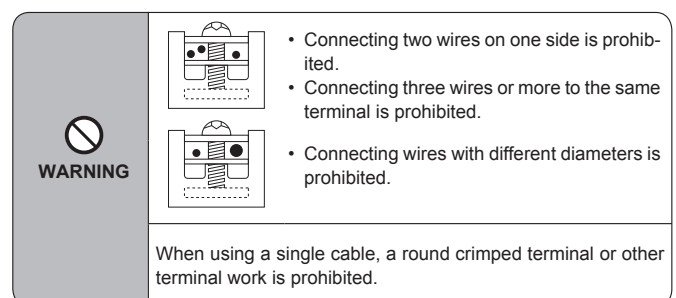 WARNING
• Connecting two wires on one side is prohib-
ited.
• Connecting three wires or more to the same
terminal is prohibited.
• Connecting wires with different diameters is
prohibited.
When using a single cable, a round crimped terminal or other
terminal work is prohibited.